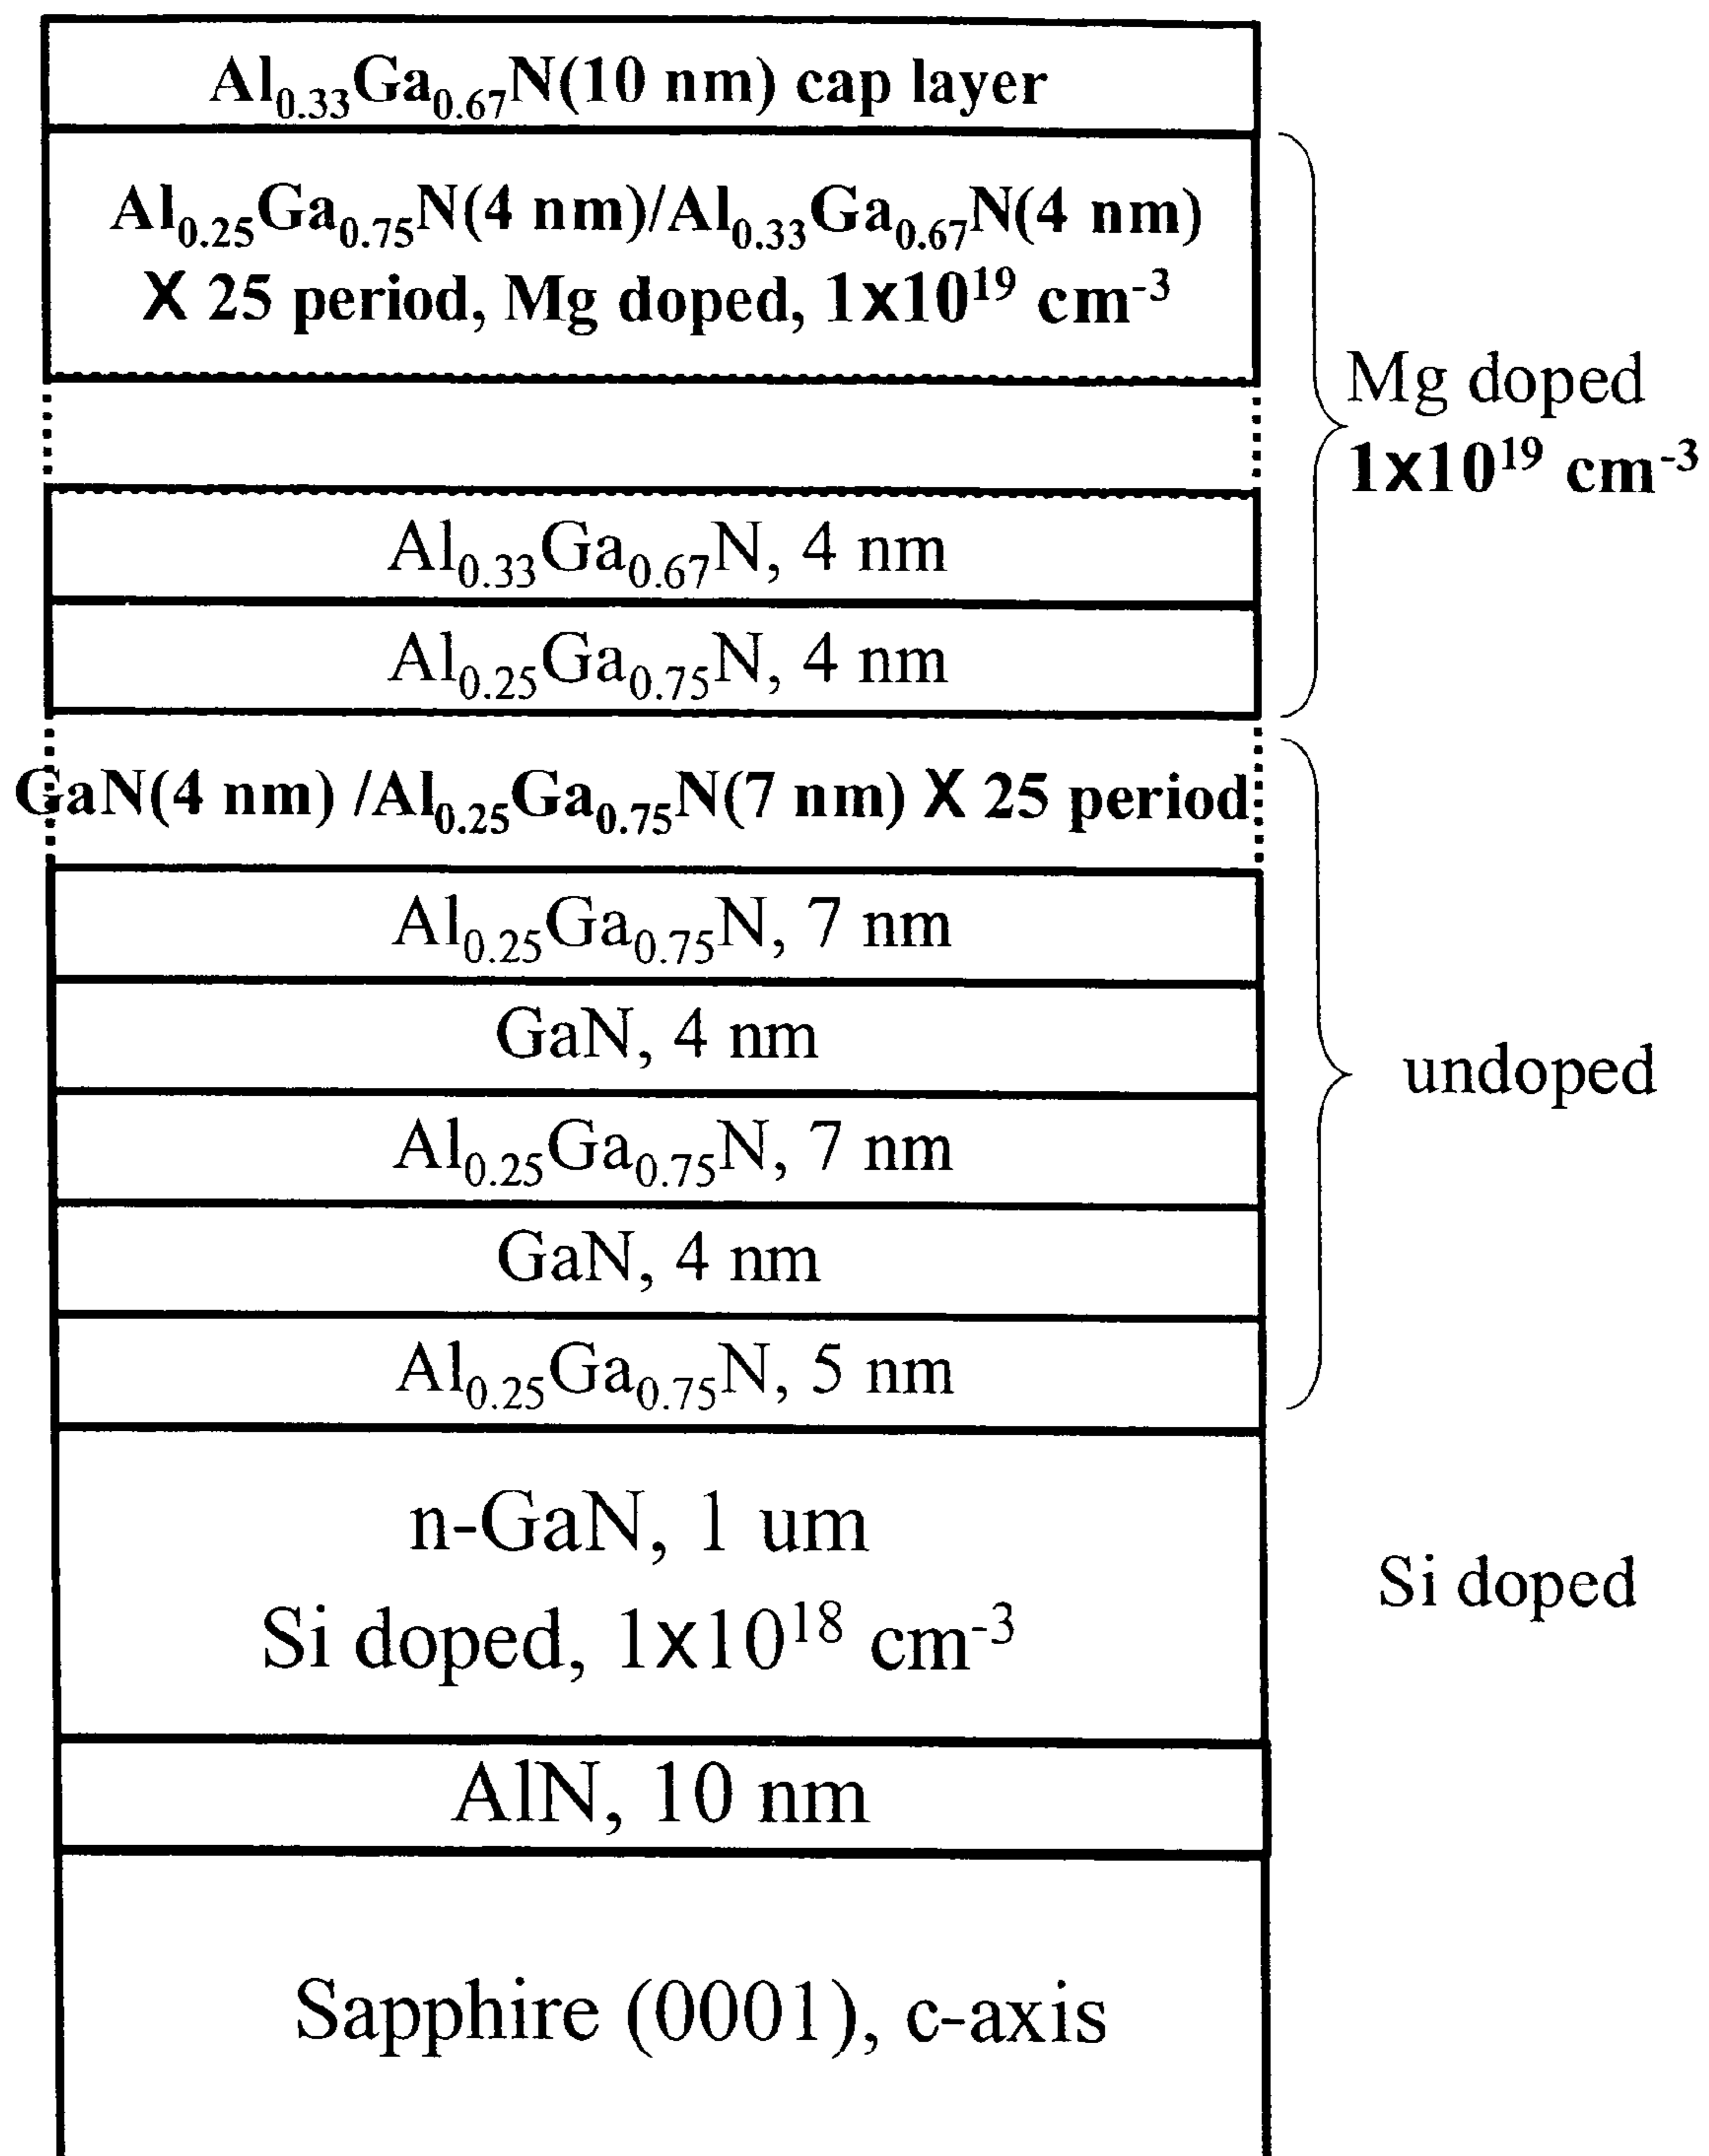 Al₀.₃₃Ga₀.₆₇N(10 nm) cap layer
Al₀.₂₅Ga₀.₇₅N(4 nm)/Al₀.₃₃Ga₀.₆₇N(4 nm)
X 25 period, Mg doped, 1x10¹⁹ cm⁻³
Mg doped
1x10¹⁹ cm⁻³
Al₀.₃₃Ga₀.₆₇N, 4 nm
Al₀.₂₅Ga₀.₇₅N, 4 nm
GaN(4 nm) /Al₀.₂₅Ga₀.₇₅N(7 nm) X 25 period
Al₀.₂₅Ga₀.₇₅N, 7 nm
GaN, 4 nm
undoped
Al₀.₂₅Ga₀.₇₅N, 7 nm
GaN, 4 nm
Al₀.₂₅Ga₀.₇₅N, 5 nm
n-GaN, 1 um
Si doped, 1x10¹⁸ cm⁻³
Si doped
AlN, 10 nm
Sapphire (0001), c-axis